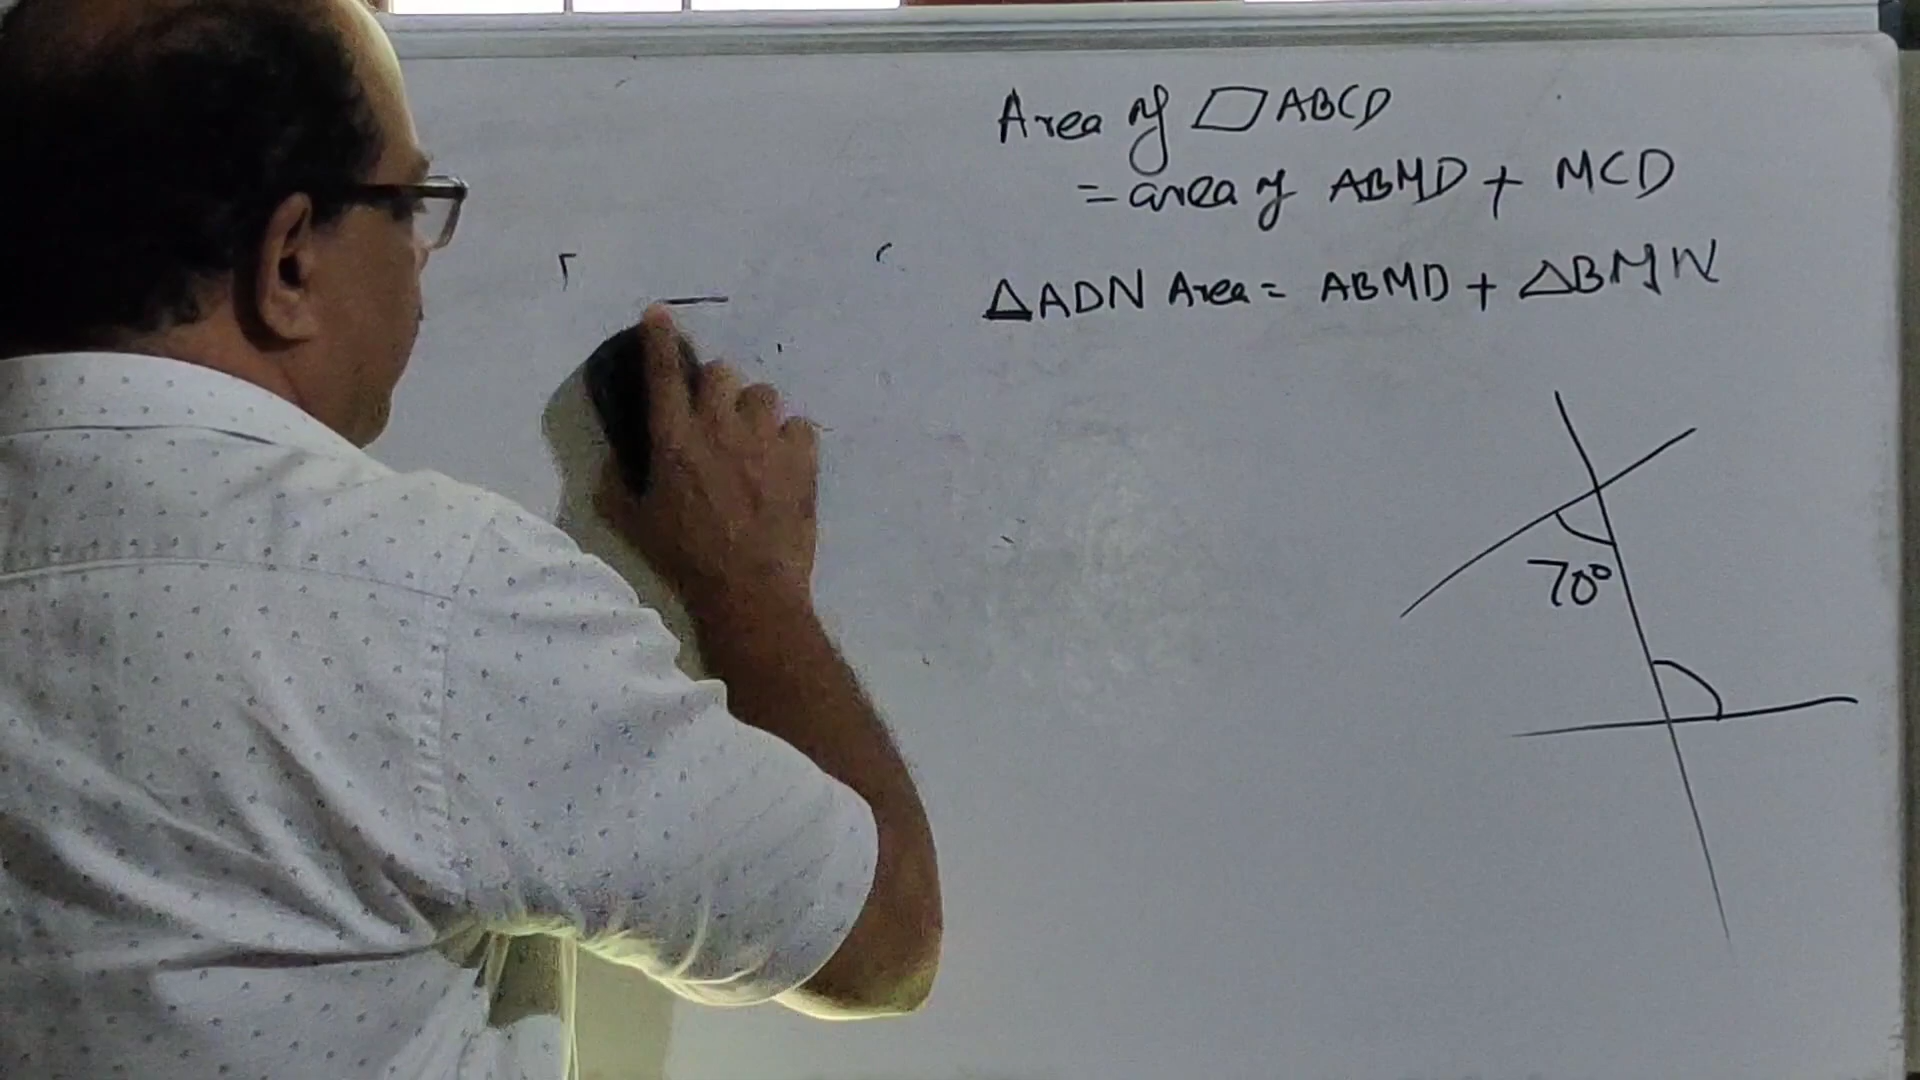 Area of ▱ ABCD
= area of ABMD + MCD
△ADN Area = ABMD + △BMN
70°